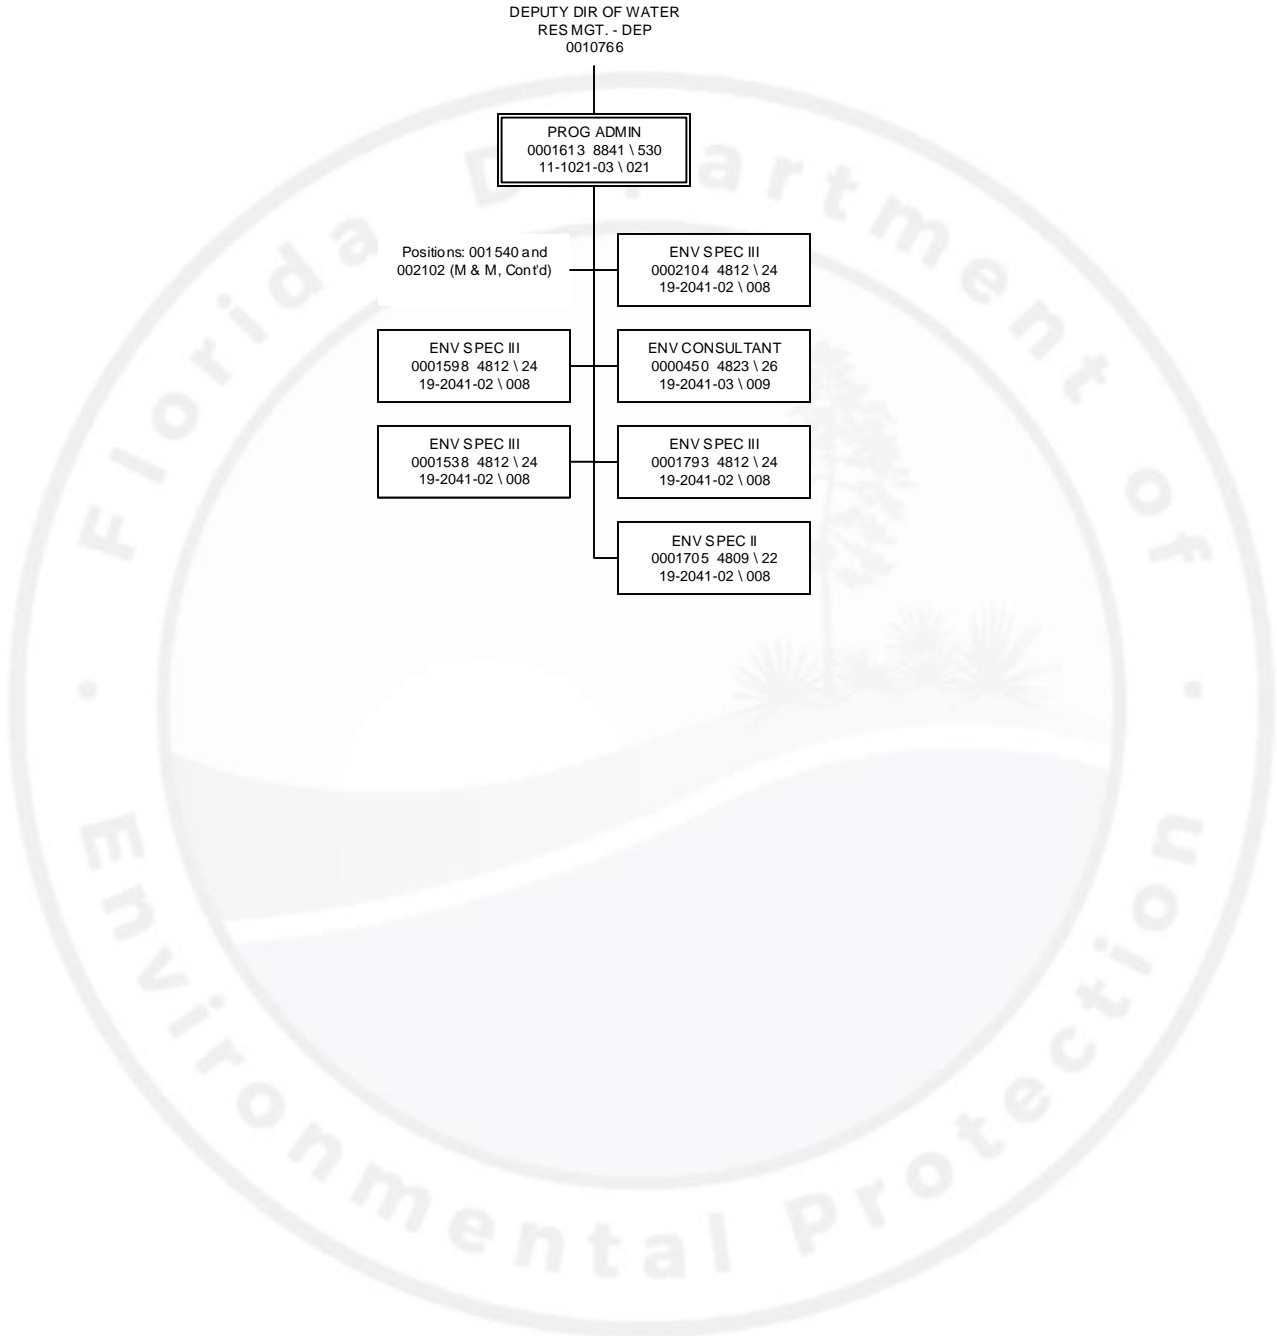 DEPUTY DIR OF WATER
RES MGT. - DEP
0010766
PROG ADMIN
0001613 8841 \ 530
11-1021-03 \ 021
Positions: 001540 and
002102 (M & M, Cont'd)
ENV SPEC III
0002104 4812 \ 24
19-2041-02 \ 008
ENV SPEC III
0001598 4812 \ 24
19-2041-02 \ 008
ENV CONSULTANT
0000450 4823 \ 26
19-2041-03 \ 009
ENV SPEC III
0001538 4812 \ 24
19-2041-02 \ 008
ENV SPEC III
0001793 4812 \ 24
19-2041-02 \ 008
ENV SPEC II
0001705 4809 \ 22
19-2041-02 \ 008
Florida Department of
Environmental Protection